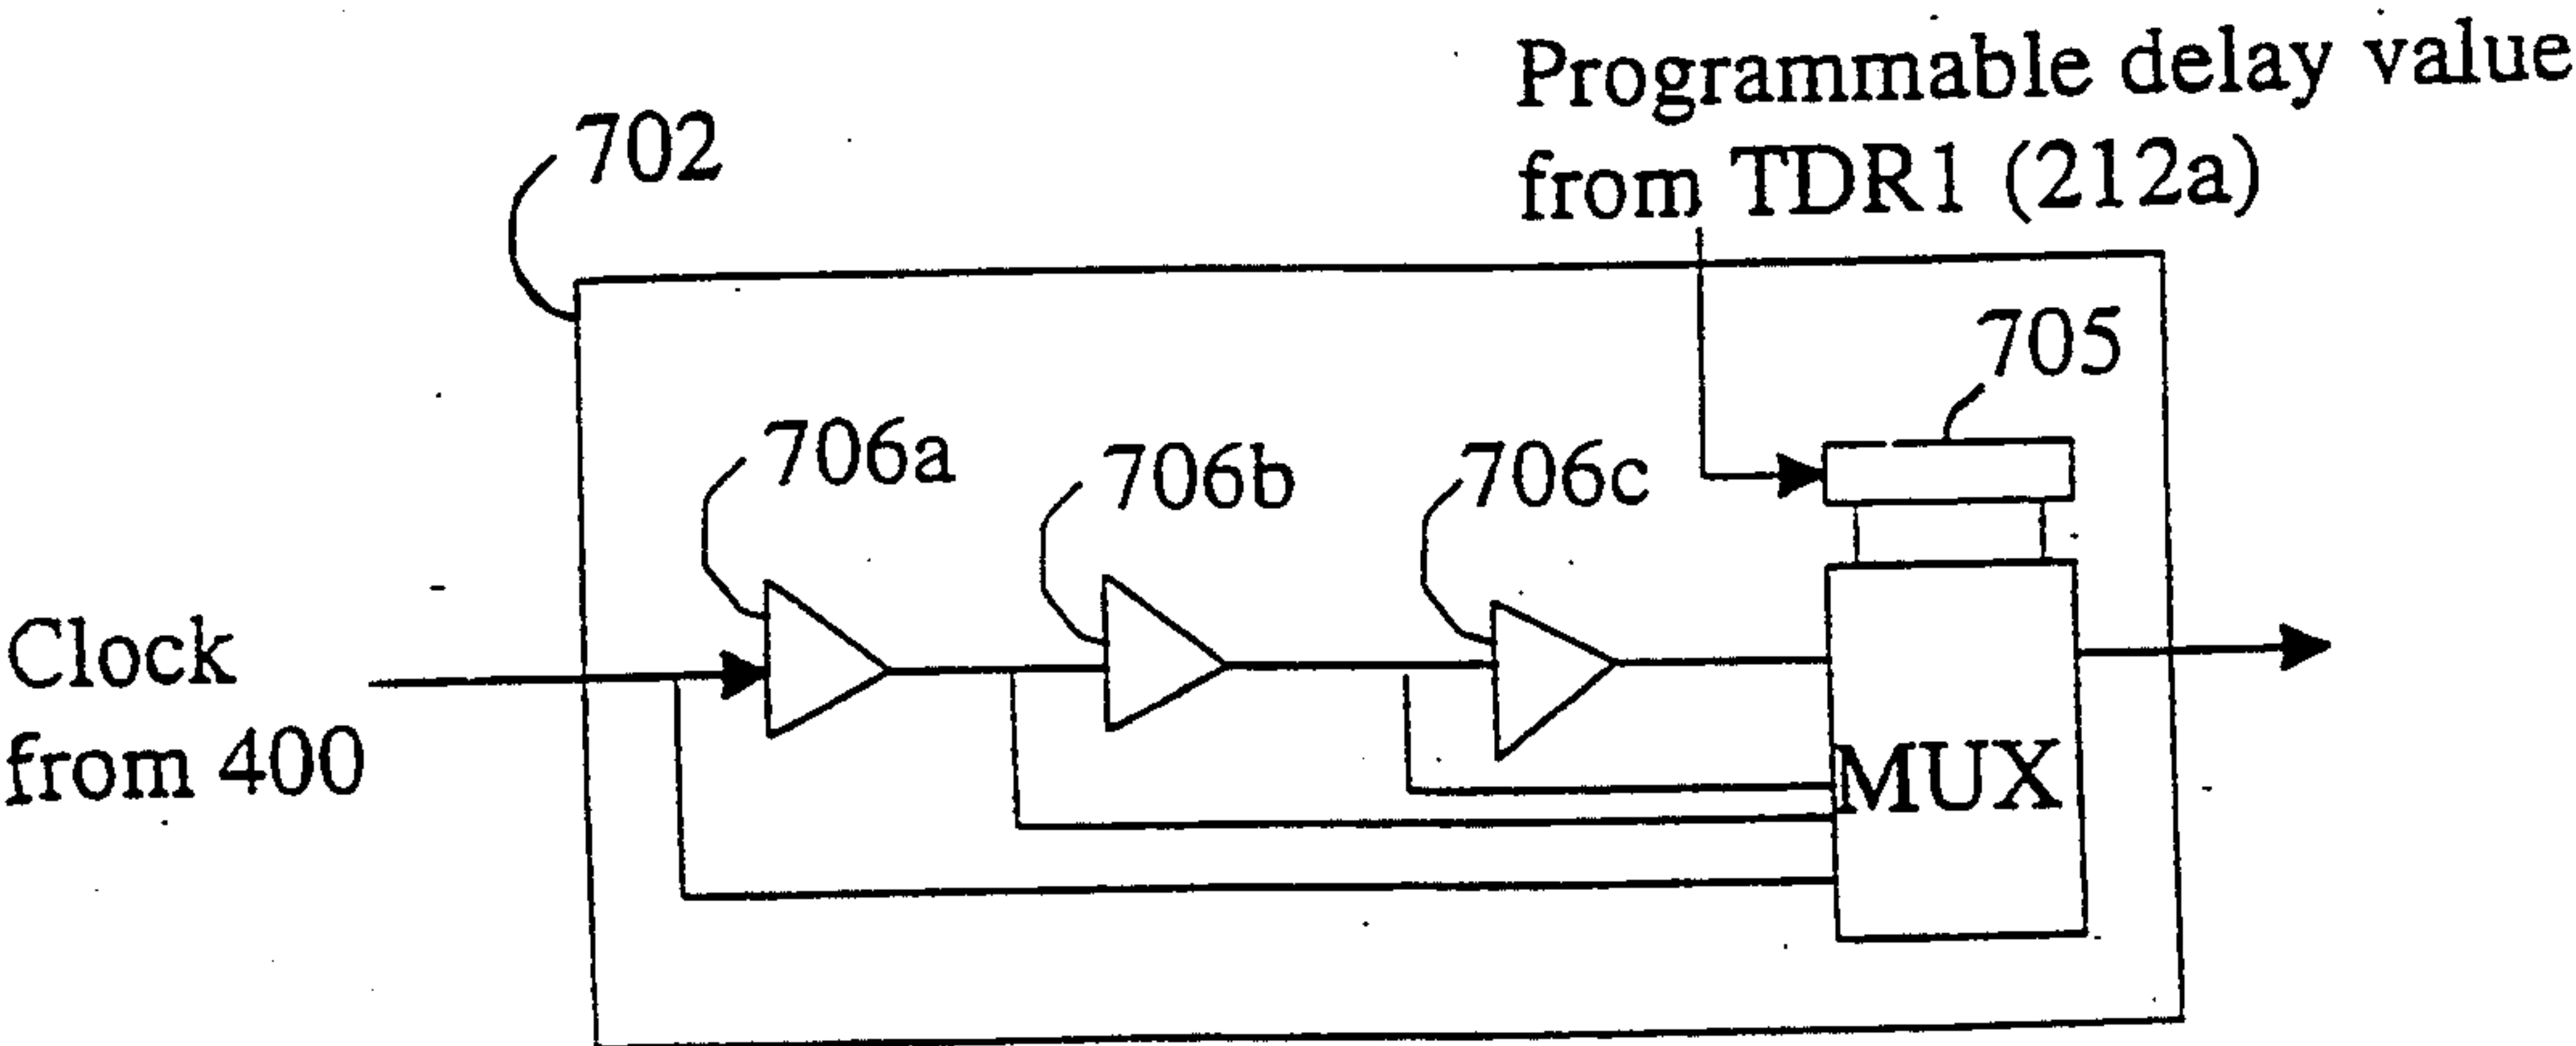 Programmable delay value
from TDR1 (212a)
702
705
706a
706b
706c
Clock
from 400
MUX